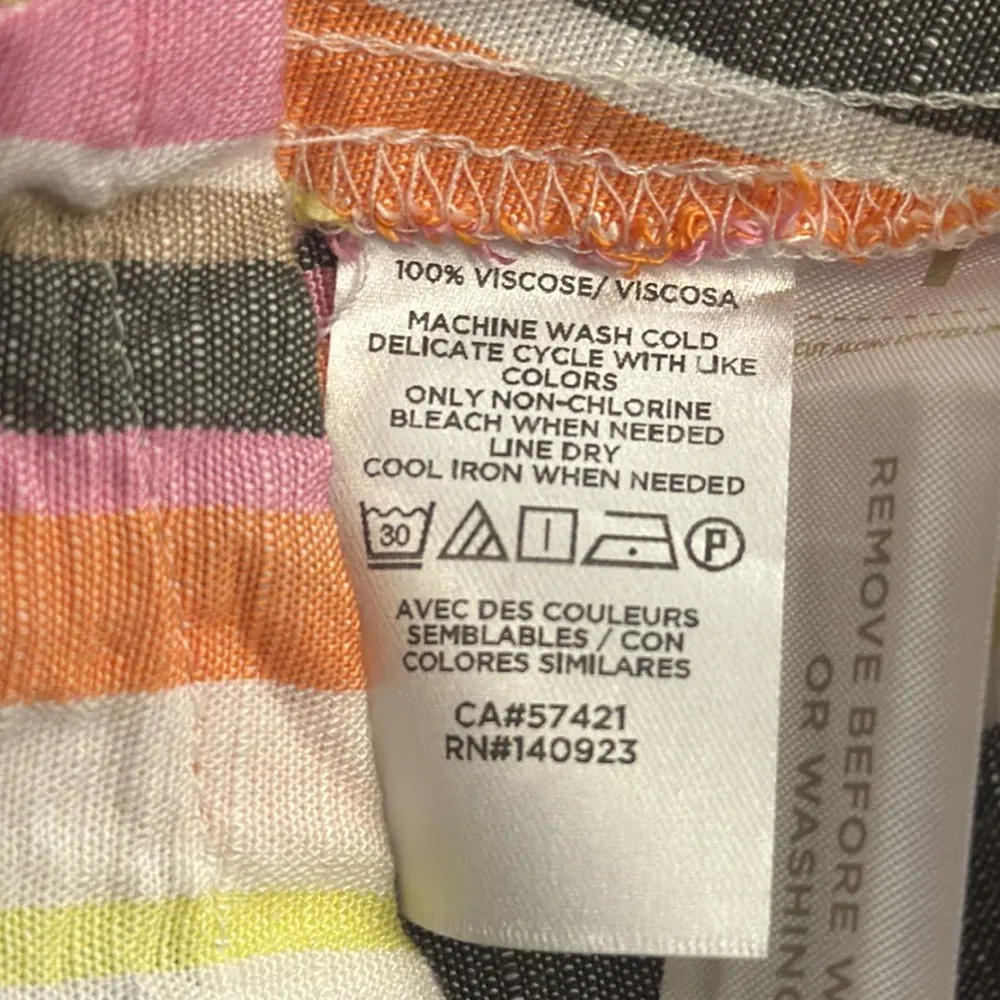 100% VISCOSE/ VISCOSA
MACHINE WASH COLD
DELICATE CYCLE WITH LIKE
COLORS
ONLY NON-CHLORINE
BLEACH WHEN NEEDED
LINE DRY
COOL IRON WHEN NEEDED
30
P
AVEC DES COULEURS
SEMBLABLES / CON
COLORES SIMILARES
CA#57421
RN#140923
REMOVE BEFORE
OR WASHING